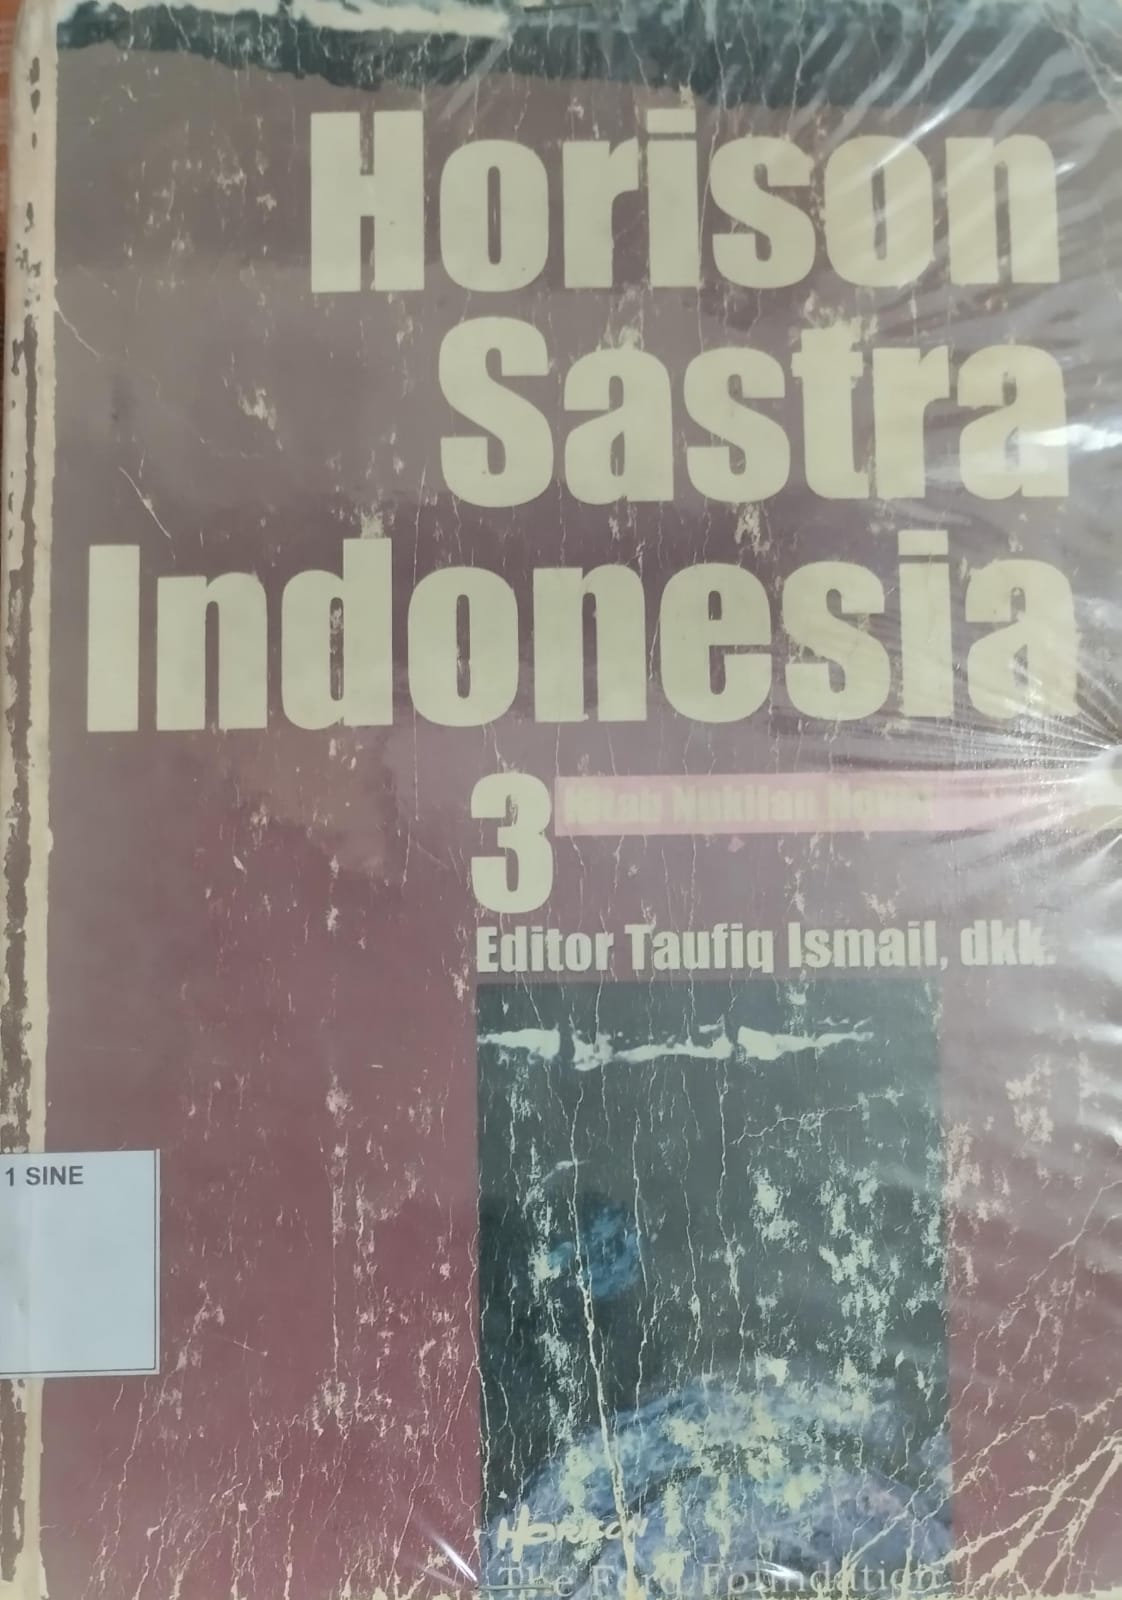 Horison
Sastra
Indonesia
3 Kitab Nukilan Novel
Editor Taufiq Ismail, dkk.
1 SINE
HORISON
The Ford Foundation